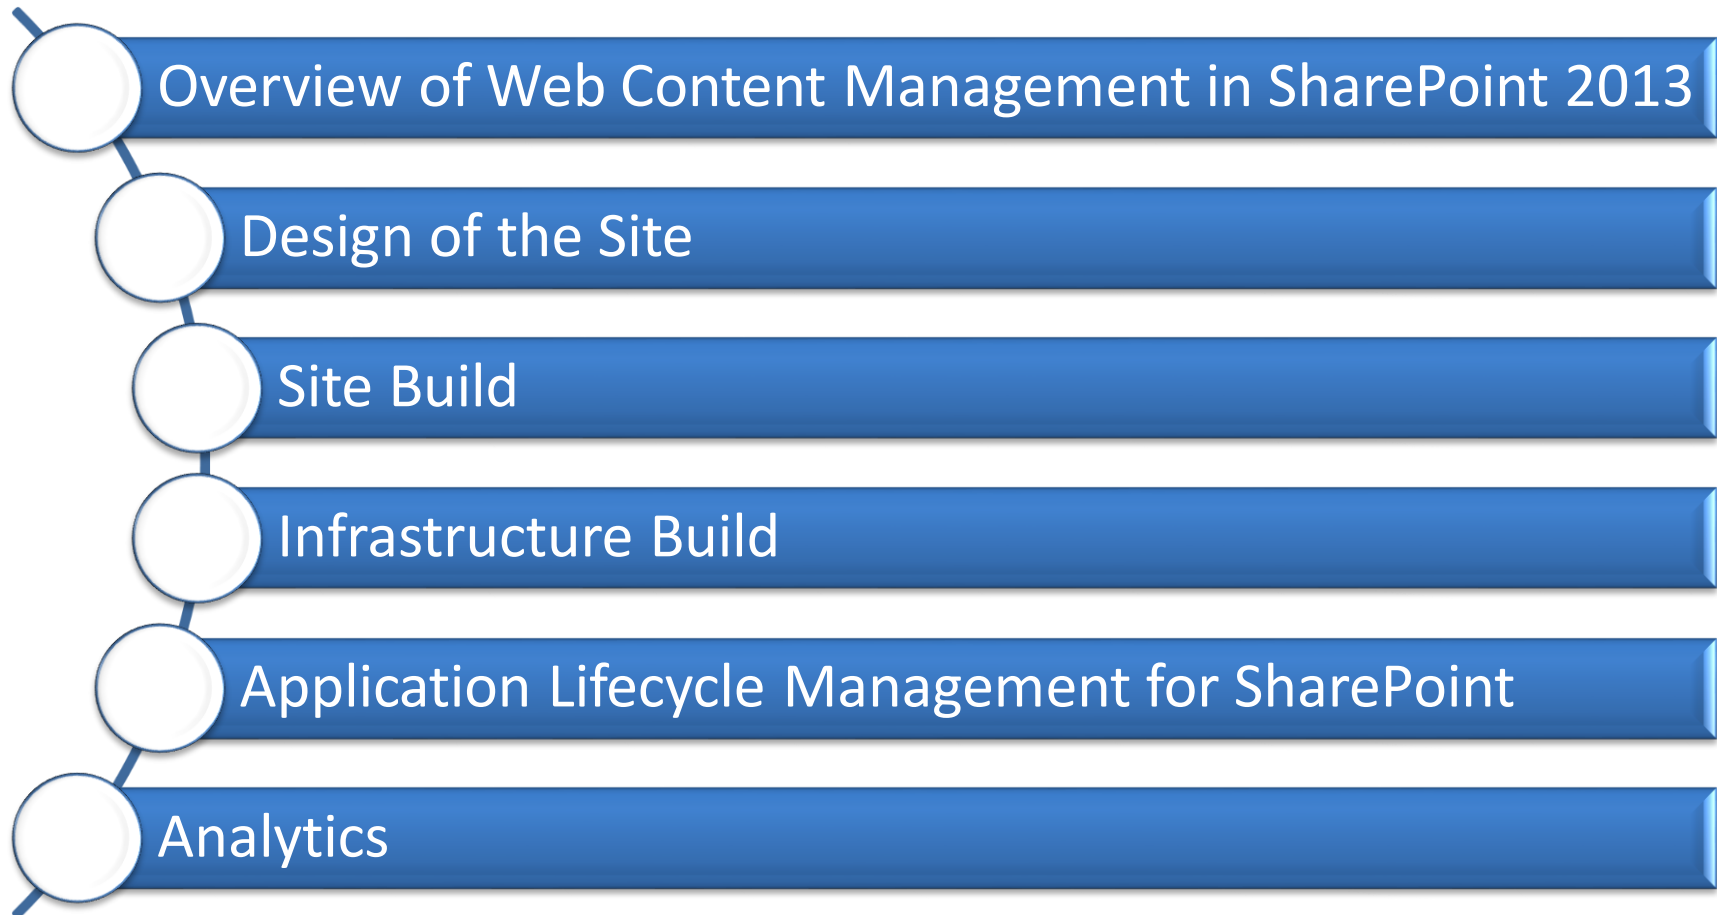 Overview of Web Content Management in SharePoint 2013
Design of the Site
Site Build
Infrastructure Build
Application Lifecycle Management for SharePoint
Analytics